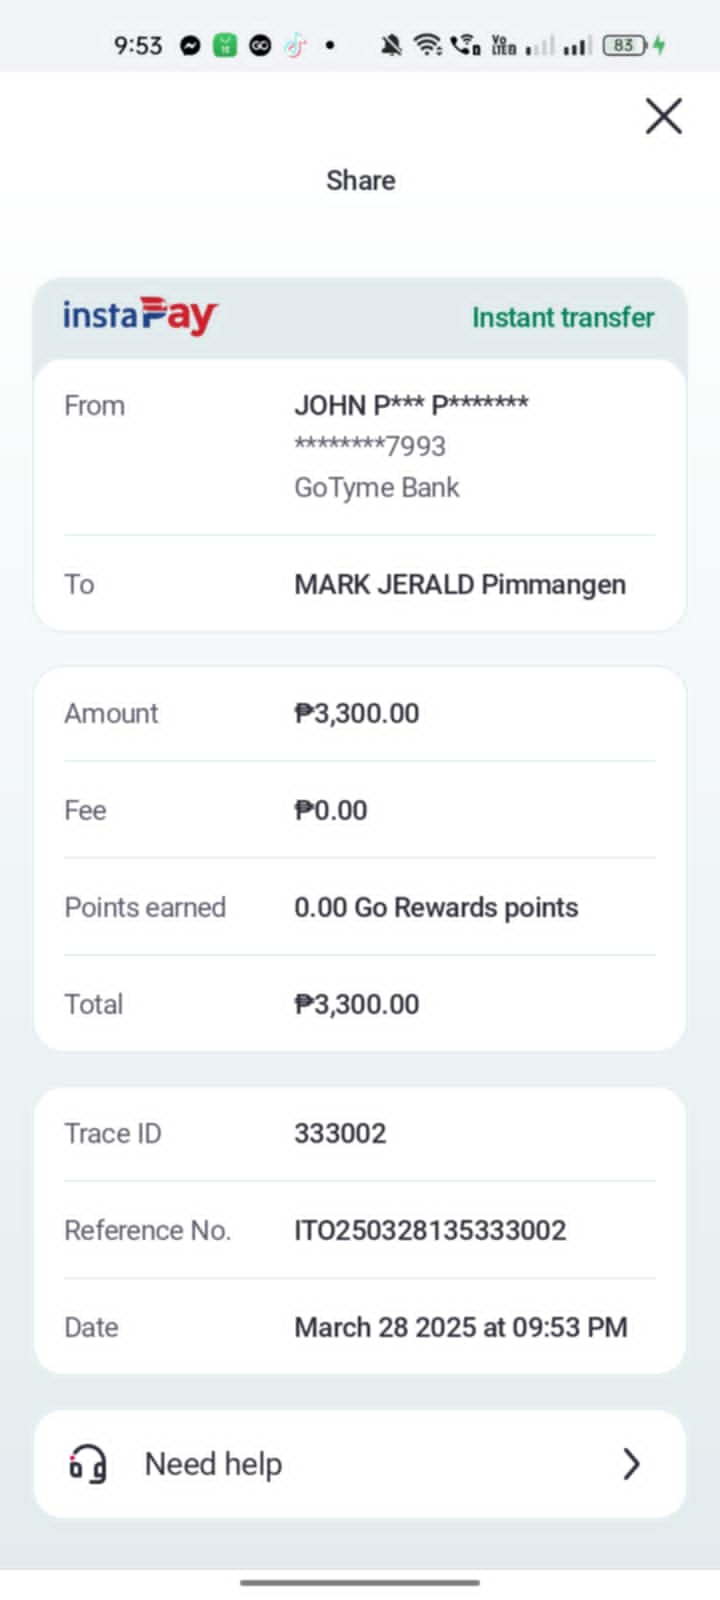 9:53
83
Share
instaPay Instant transfer
From JOHN P*** P*******
********7993
GoTyme Bank
To MARK JERALD Pimmangen
Amount ₱3,300.00
Fee ₱0.00
Points earned 0.00 Go Rewards points
Total ₱3,300.00
Trace ID 333002
Reference No. ITO250328135333002
Date March 28 2025 at 09:53 PM
Need help